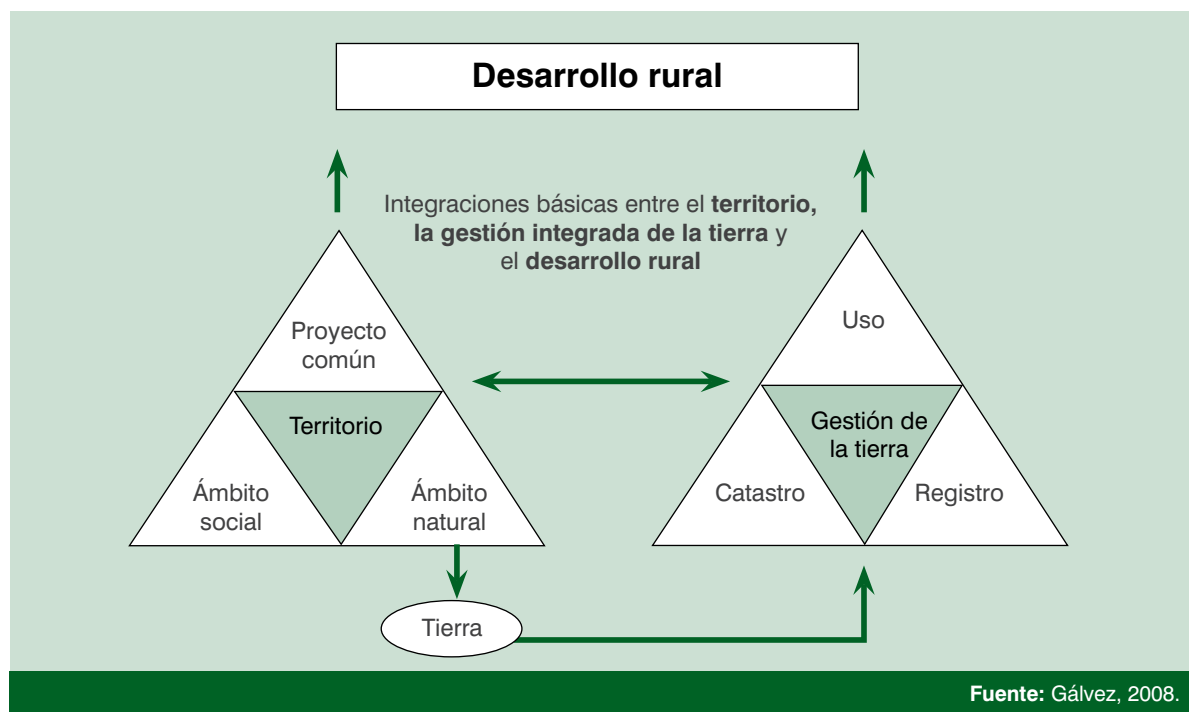 Desarrollo rural
Integraciones básicas entre el territorio,
la gestión integrada de la tierra y
el desarrollo rural
Proyecto
común
Territorio
Ámbito
social
Ámbito
natural
Uso
Gestión de
la tierra
Catastro
Registro
Tierra
Fuente: Gálvez, 2008.